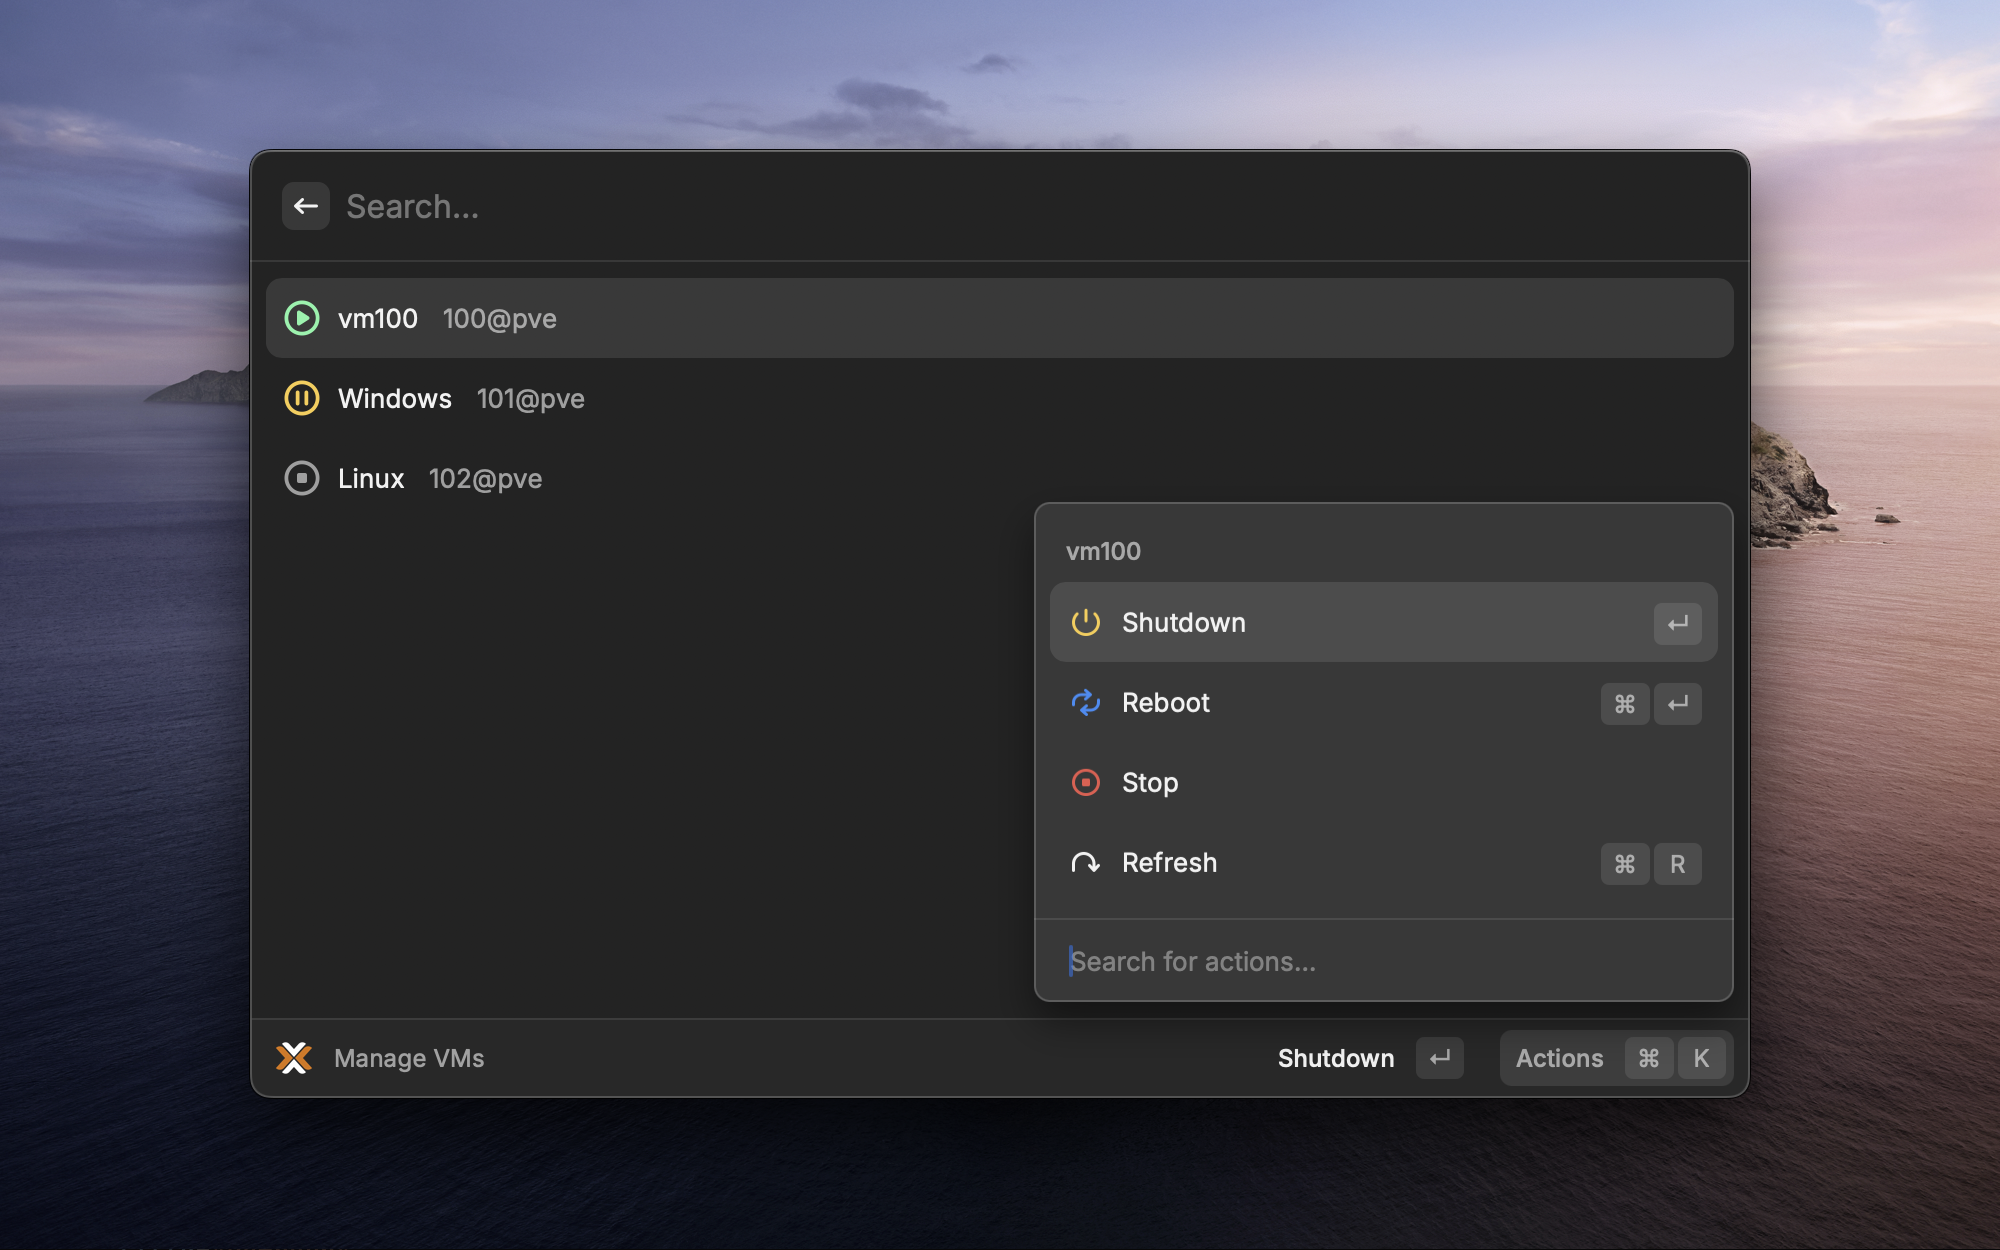 Search...
vm100 100@pve
Windows 101@pve
Linux 102@pve
vm100
Shutdown ↵
Reboot ⌘ ↵
Stop
Refresh ⌘ R
Search for actions...
Manage VMs Shutdown ↵ Actions ⌘ K